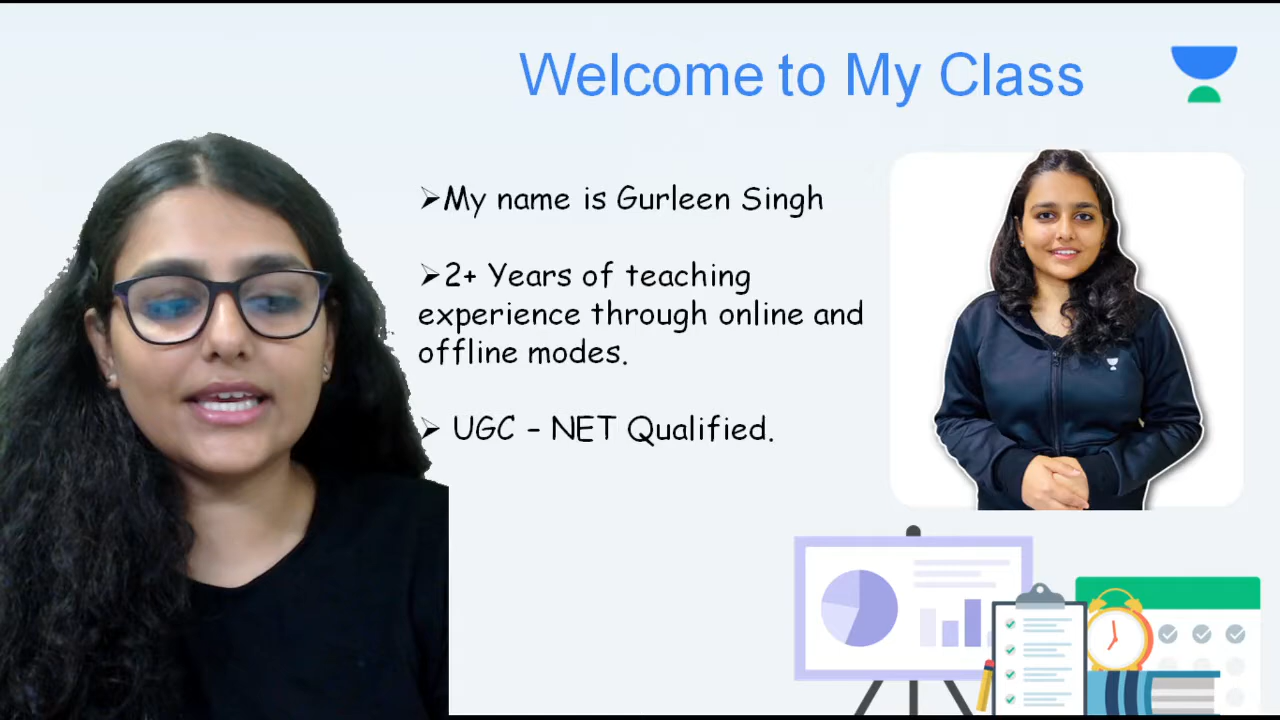 Welcome to My Class
➢My name is Gurleen Singh
➢2+ Years of teaching
experience through online and
offline modes.
➢ UGC – NET Qualified.